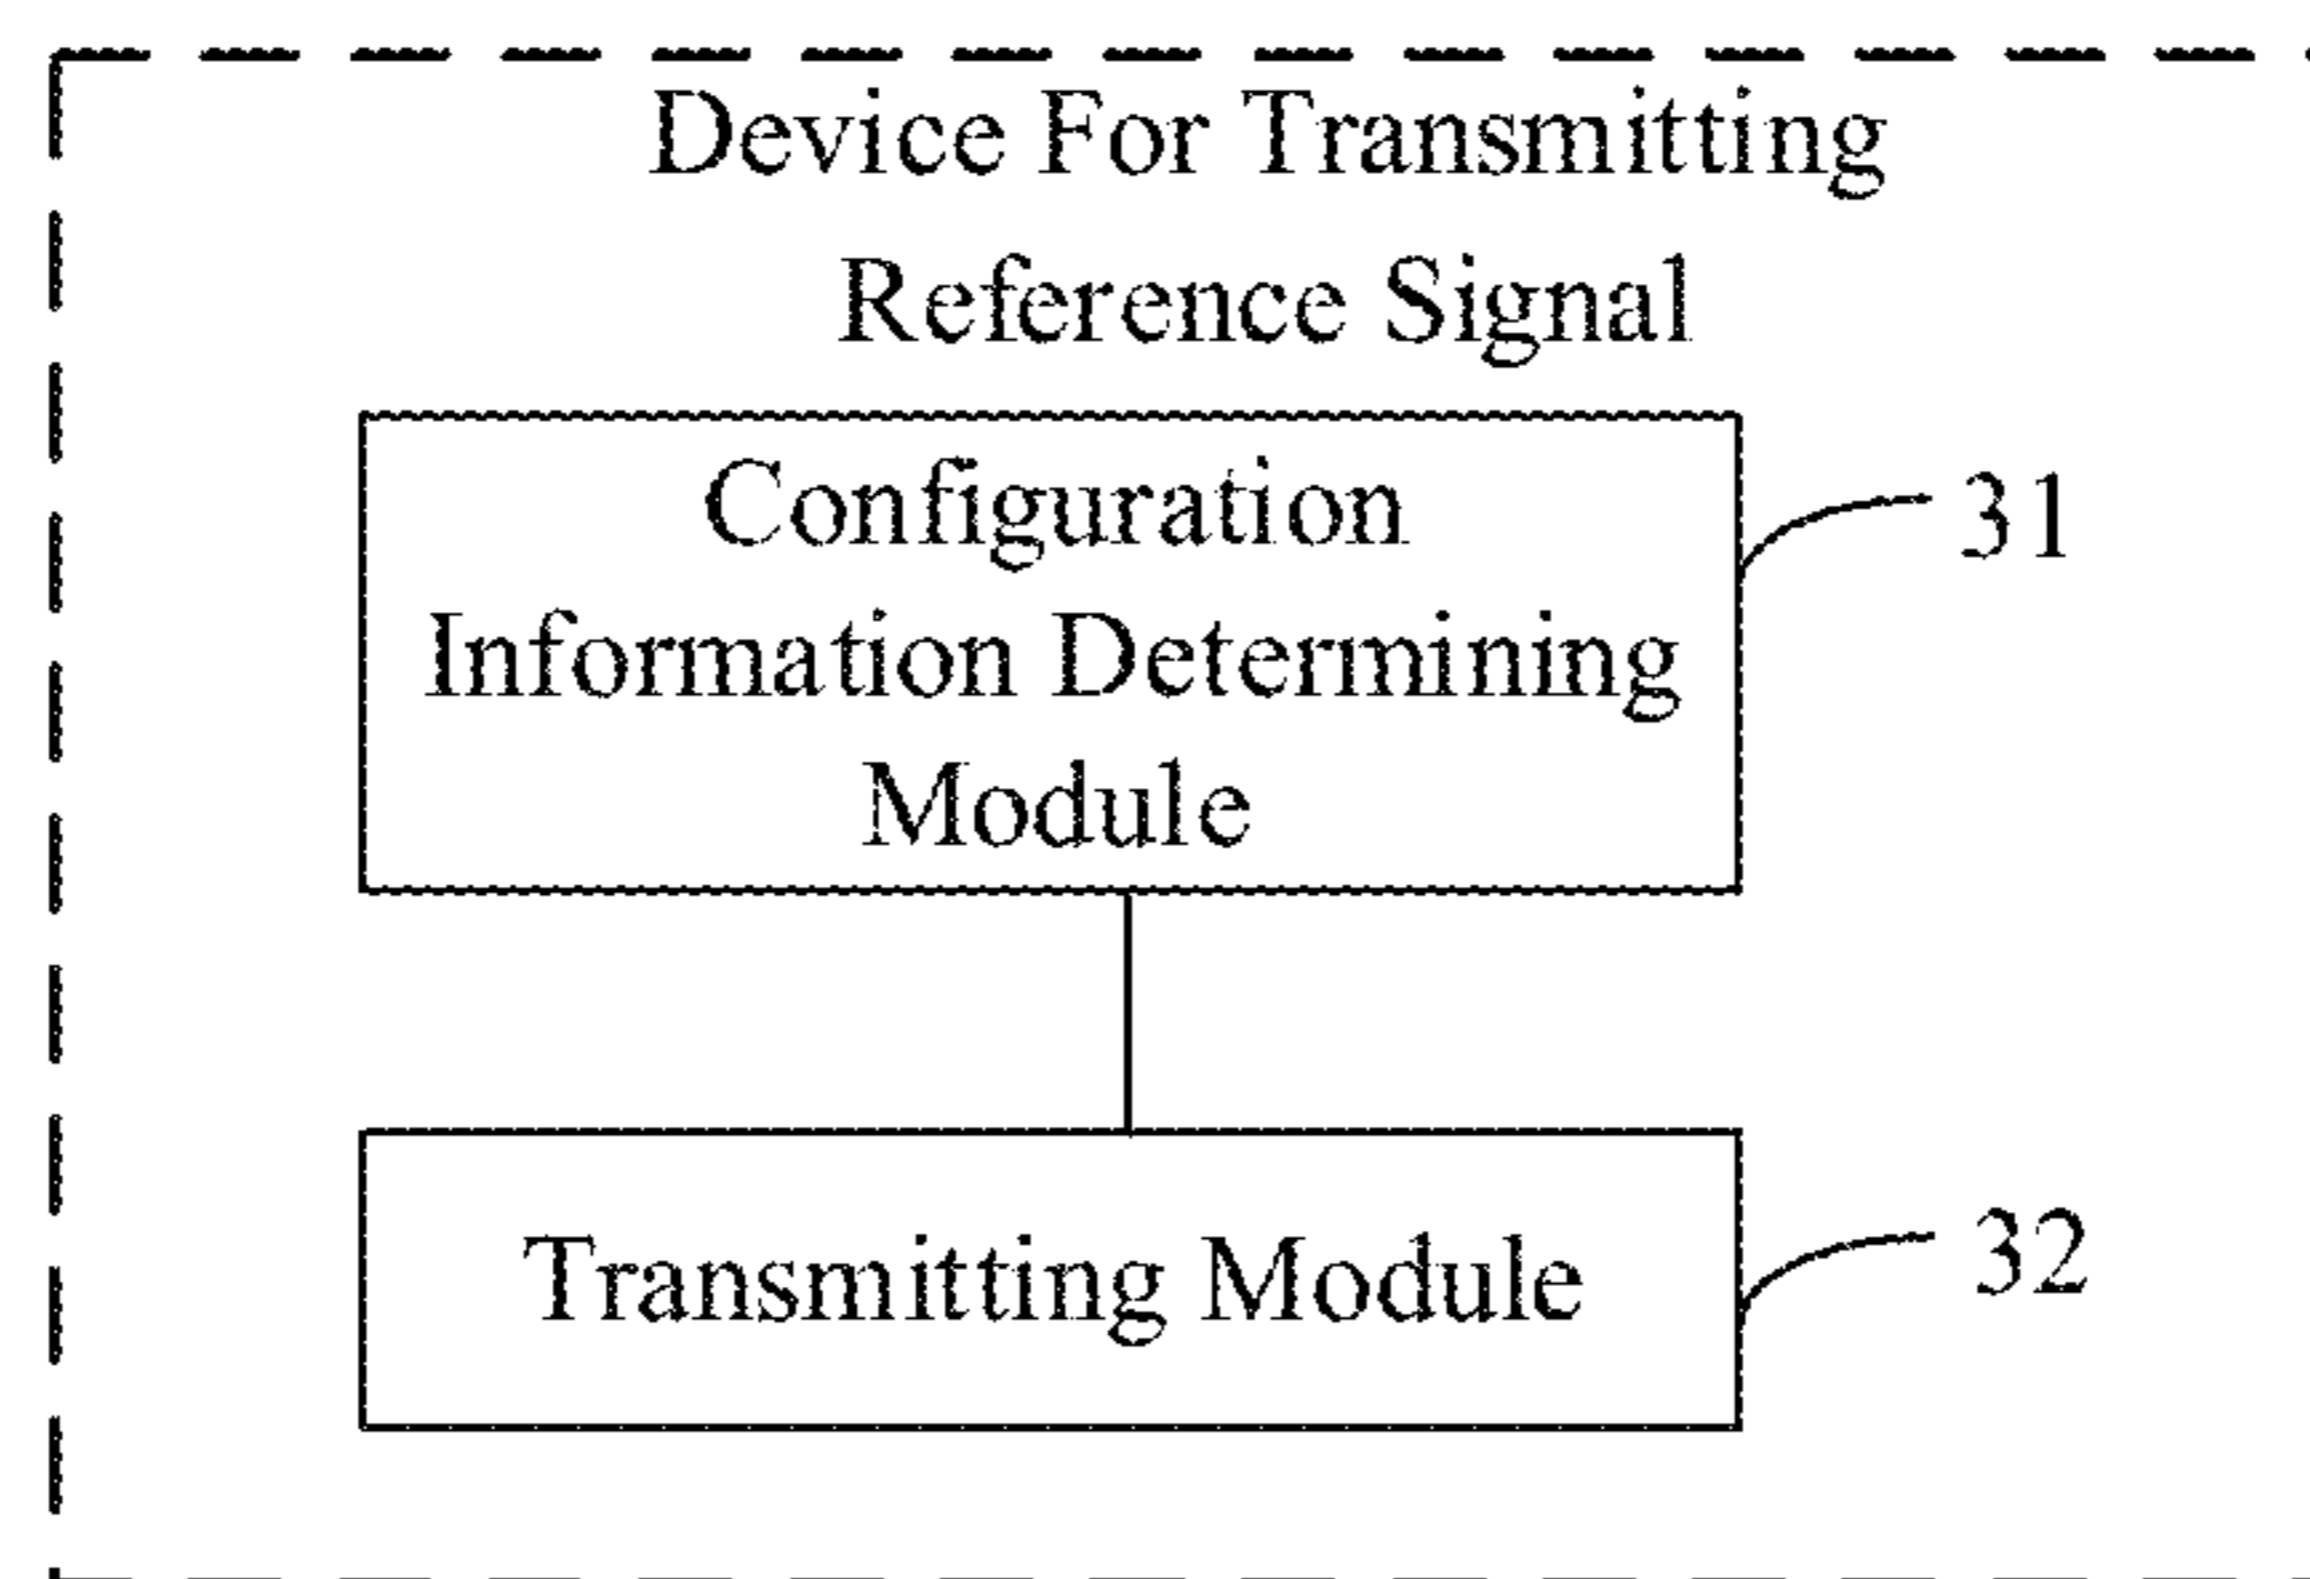 Device For Transmitting
Reference Signal
Configuration
Information Determining
Module
31
Transmitting Module
32